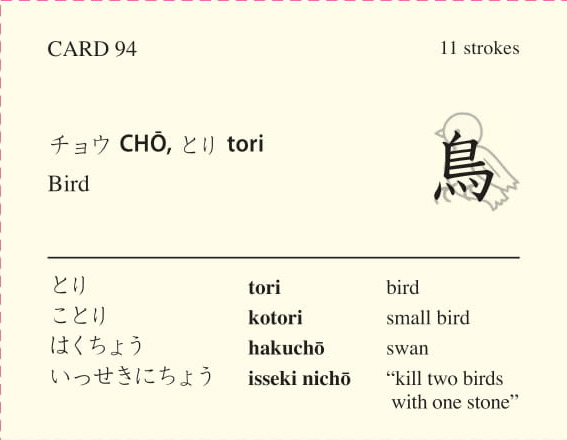 CARD 94 11 strokes
チョウ CHŌ, とり tori
Bird
鳥
とり tori bird
ことり kotori small bird
はくちょう hakuchō swan
いっせきにちょう isseki nichō “kill two birds
with one stone”